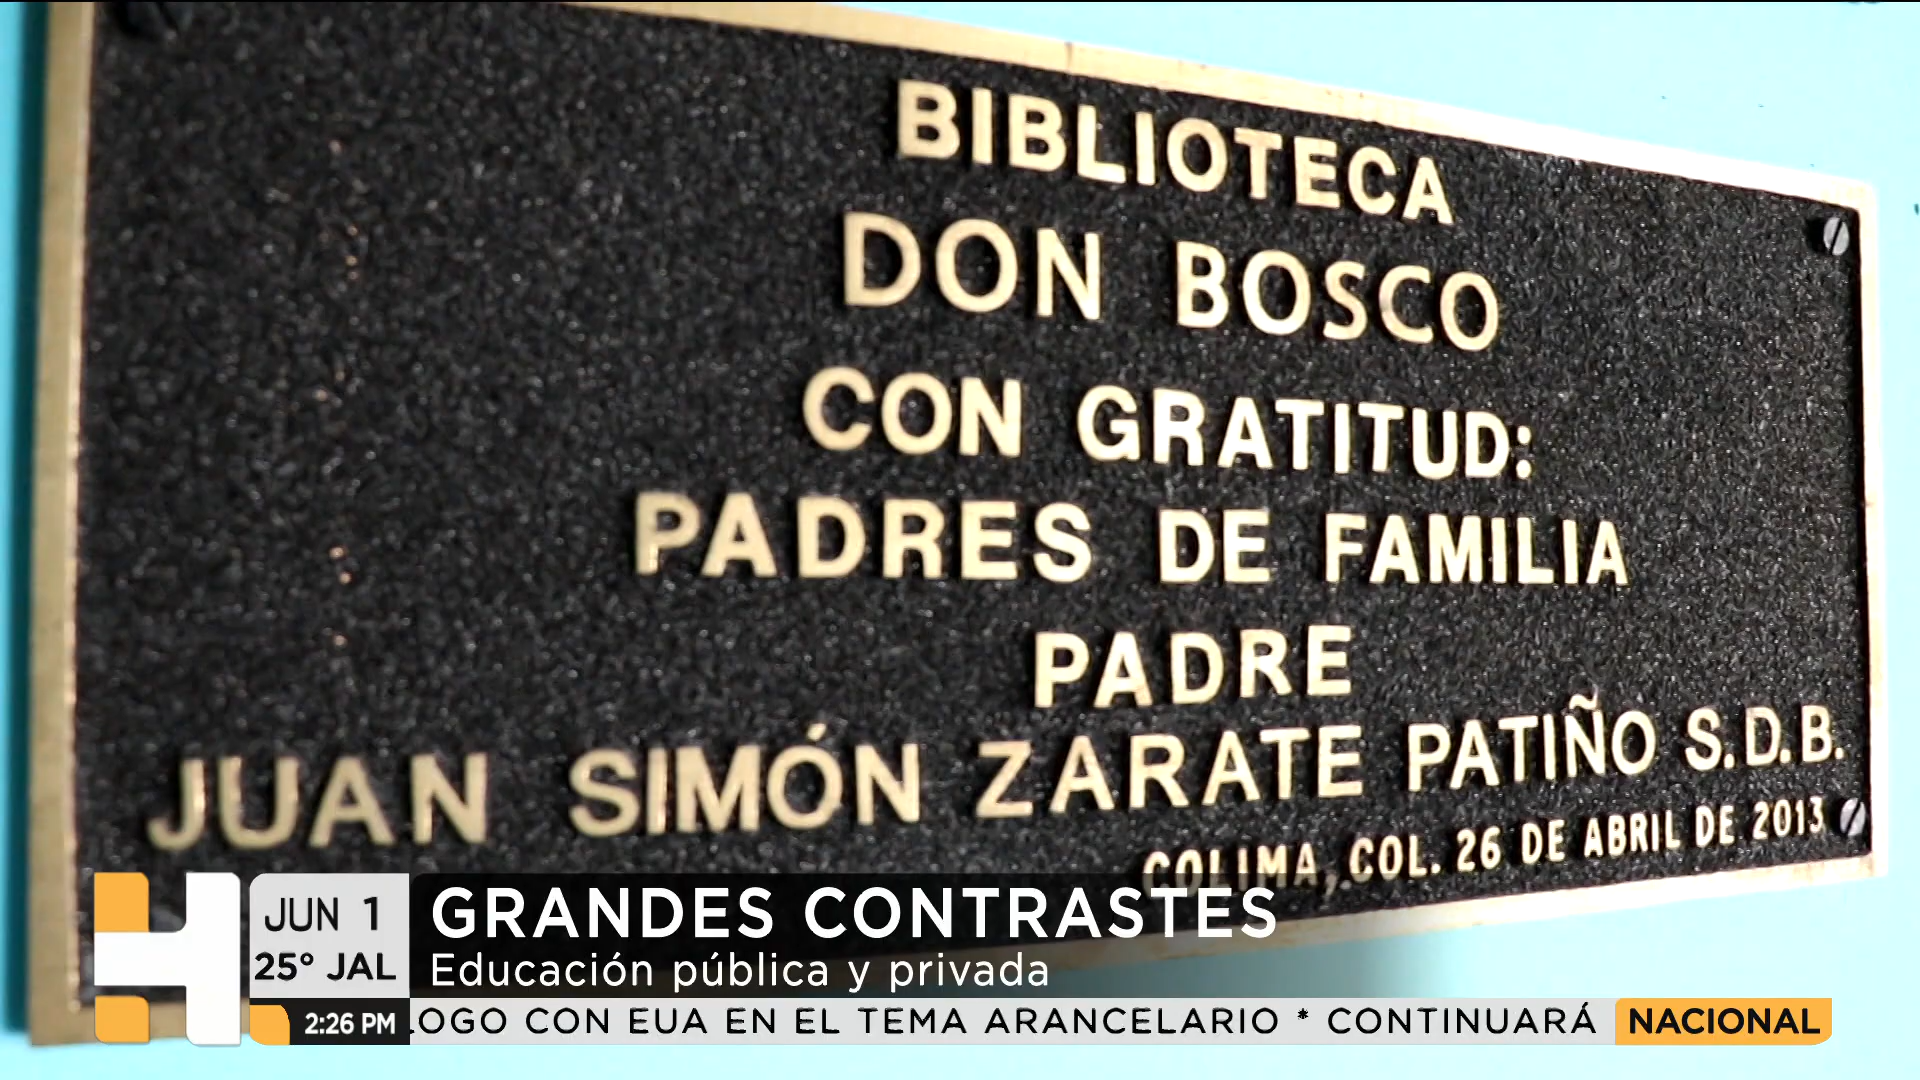 BIBLIOTECA
DON BOSCO
CON GRATITUD:
PADRES DE FAMILIA
PADRE
JUAN SIMÓN ZARATE PATIÑO S.D.B.
COLIMA, COL. 26 DE ABRIL DE 2013
H
JUN 1
25° JAL
2:26 PM
GRANDES CONTRASTES
Educación pública y privada
LOGO CON EUA EN EL TEMA ARANCELARIO * CONTINUARÁ
NACIONAL